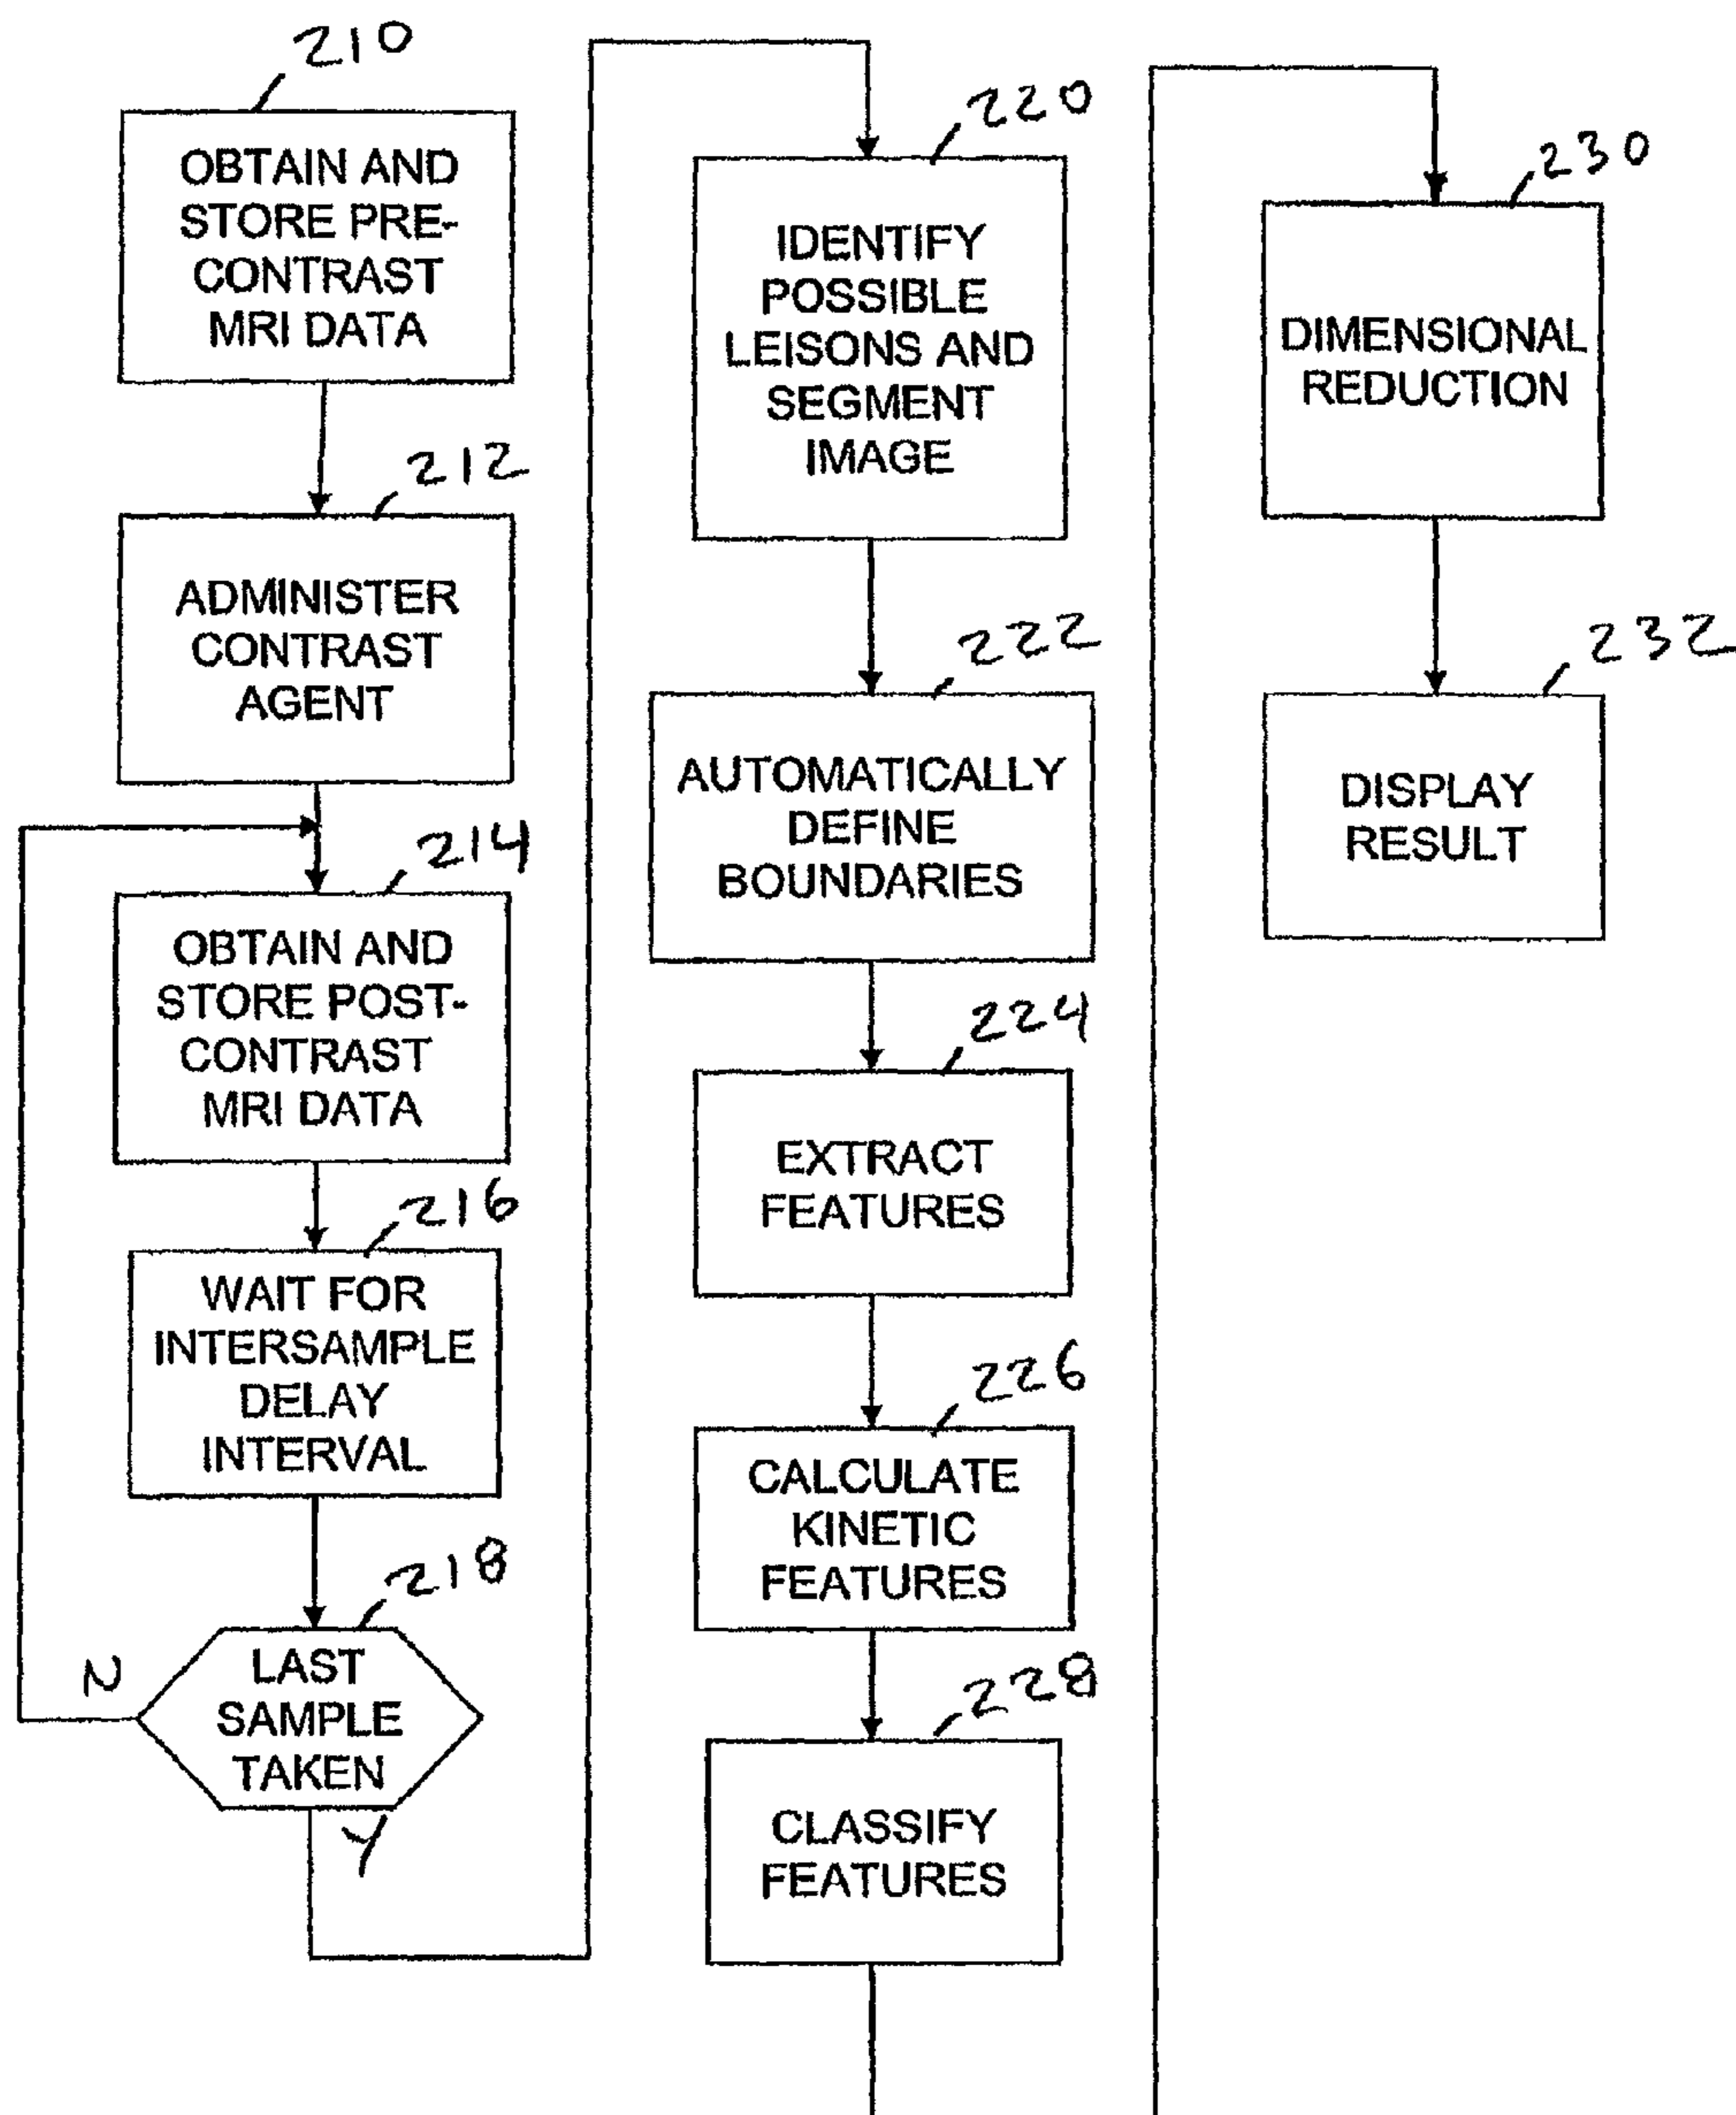 210
OBTAIN AND
STORE PRE-
CONTRAST
MRI DATA
212
ADMINISTER
CONTRAST
AGENT
214
OBTAIN AND
STORE POST-
CONTRAST
MRI DATA
216
WAIT FOR
INTERSAMPLE
DELAY
INTERVAL
218
LAST
SAMPLE
TAKEN
N
Y
220
IDENTIFY
POSSIBLE
LEISONS AND
SEGMENT
IMAGE
222
AUTOMATICALLY
DEFINE
BOUNDARIES
224
EXTRACT
FEATURES
226
CALCULATE
KINETIC
FEATURES
228
CLASSIFY
FEATURES
230
DIMENSIONAL
REDUCTION
232
DISPLAY
RESULT